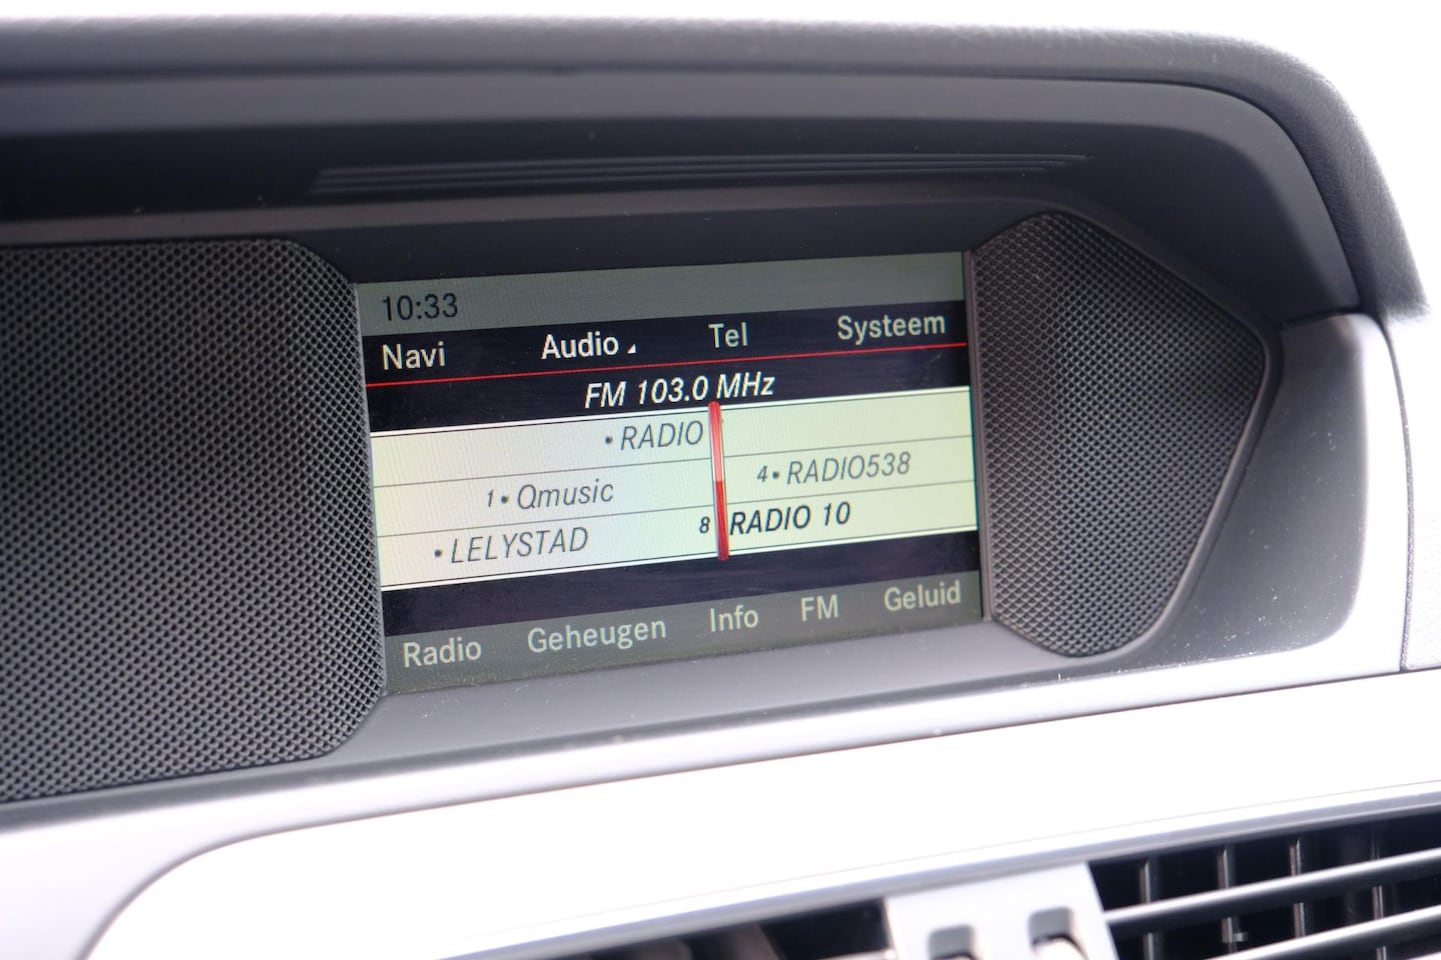 10:33
Navi Audio Tel Systeem
FM 103.0 MHz
• RADIO
4• RADIO538
1• Qmusic
8 RADIO 10
• LELYSTAD
Radio Geheugen Info FM Geluid